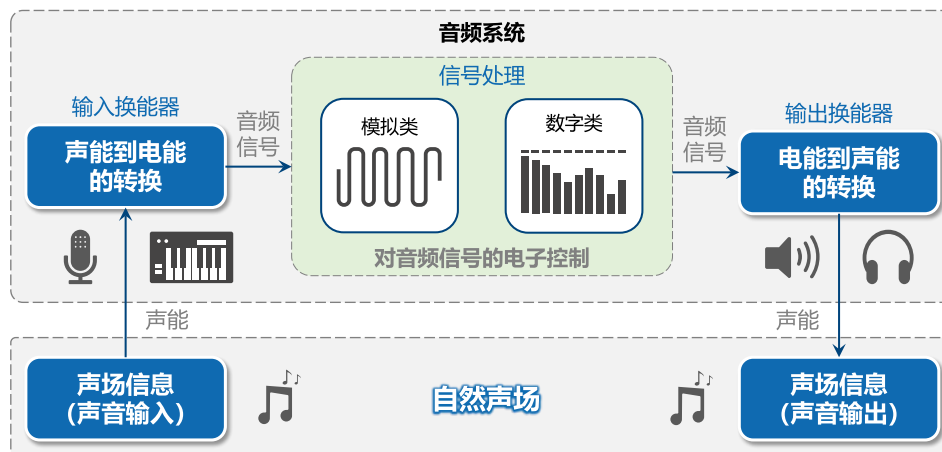 音频系统
信号处理
输入换能器
声能到电能
的转换
音频
信号
模拟类
数字类
对音频信号的电子控制
音频
信号
输出换能器
电能到声能
的转换
声能
声能
声场信息
（声音输入）
自然声场
声场信息
（声音输出）